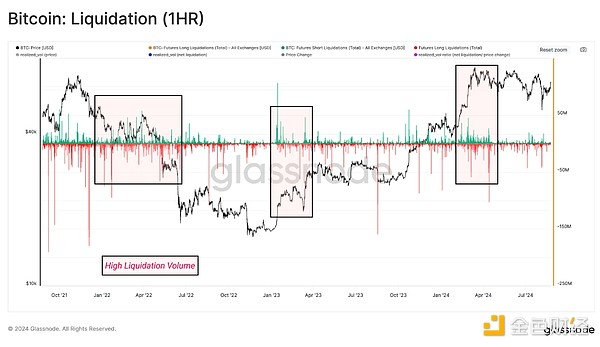 Bitcoin: Liquidation (1HR)
BTC: Price [USD]
BTC: Futures Long Liquidations (Total) - All Exchanges [USD]
BTC: Futures Short Liquidations (Total) - All Exchanges [USD]
Futures Long Liquidations (Total)
realized_vol (price)
realized_vol (net liquidation)
Price Change
realized_vol ratio (net liquidation/ price change)
Reset zoom
$40k
$10k
50M
-50M
-150M
-250M
glassnode
High Liquidation Volume
Oct '21
Jan '22
Apr '22
Jul '22
Oct '22
Jan '23
Apr '23
Jul '23
Oct '23
Jan '24
Apr '24
Jul '24
© 2024 Glassnode. All Rights Reserved.
glassnode
金色财经